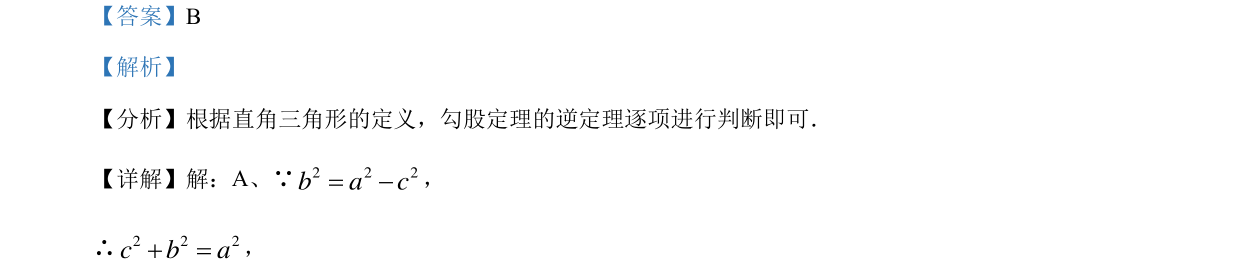 【答案】B
【解析】
【分析】根据直角三角形的定义，勾股定理的逆定理逐项进行判断即可．
【详解】解：A、∵b² = a² − c²，
∴c² + b² = a²，